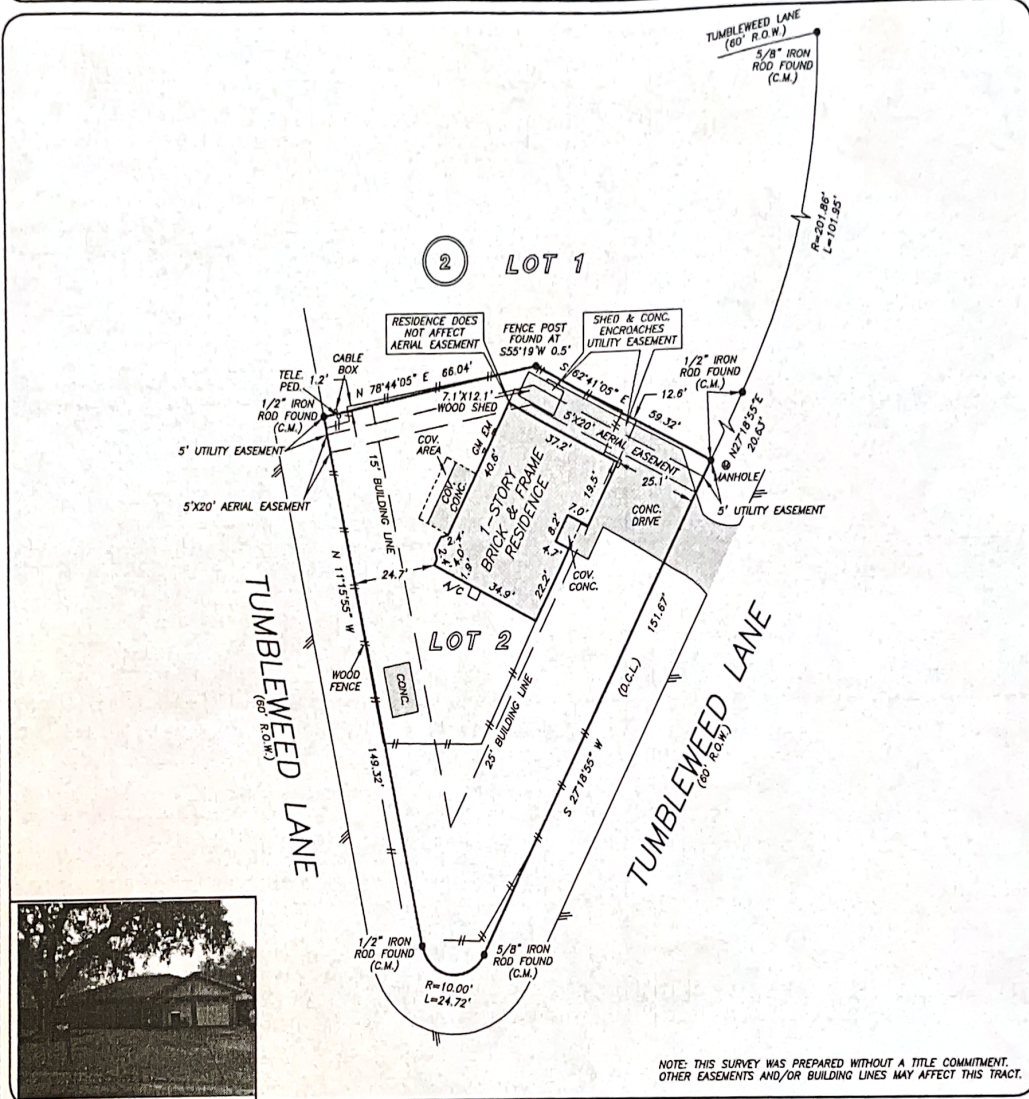 TUMBLEWEED LANE
(60' R.O.W.)
5/8" IRON
ROD FOUND
(C.M.)
R=201.86'
L=101.95'
2
LOT 1
RESIDENCE DOES
NOT AFFECT
AERIAL EASEMENT
FENCE POST
FOUND AT
S55°19'W 0.5'
SHED & CONC.
ENCROACHES
UTILITY EASEMENT
1/2" IRON
ROD FOUND
(C.M.)
CABLE
BOX
TELE.
PED.
1.2'
N 78°44'05" E 66.04'
S 62°41'05" E
59.32'
12.6'
N27°18'55"E
20.63'
1/2" IRON
ROD FOUND
(C.M.)
7.1'X12.1'
WOOD SHED
5'X20' AERIAL EASEMENT
37.2'
25.1'
MANHOLE
5' UTILITY EASEMENT
5' UTILITY EASEMENT
5'X20' AERIAL EASEMENT
15' BUILDING LINE
COV.
AREA
COV.
CONC.
GM EM
40.6'
1-STORY
BRICK & FRAME
RESIDENCE
19.5'
7.0'
8.2'
4.7'
CONC.
DRIVE
COV.
CONC.
N 11°15'55" W
24.7'
4.0'
1.9'
A/C
34.9'
22.2'
151.67'
LOT 2
TUMBLEWEED LANE
(60' R.O.W.)
WOOD
FENCE
CONC.
25' BUILDING LINE
(D.C.L.)
S 27°18'55" W
TUMBLEWEED LANE
(60' R.O.W.)
149.32'
1/2" IRON
ROD FOUND
(C.M.)
5/8" IRON
ROD FOUND
(C.M.)
R=10.00'
L=24.72'
NOTE: THIS SURVEY WAS PREPARED WITHOUT A TITLE COMMITMENT.
OTHER EASEMENTS AND/OR BUILDING LINES MAY AFFECT THIS TRACT.